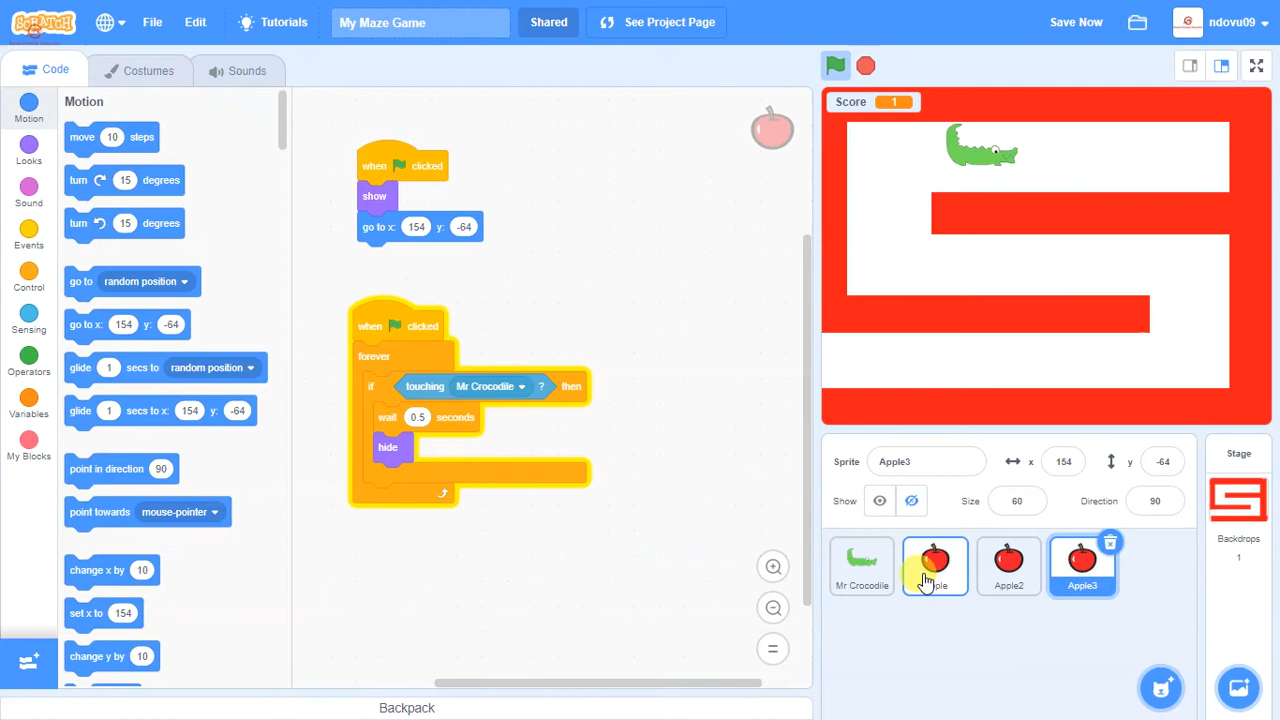 SCRATCH File Edit Tutorials My Maze Game Shared See Project Page Save Now ndovu09
Code Costumes Sounds
Motion
Looks
Sound
Events
Control
Sensing
Operators
Variables
My Blocks
Motion
move 10 steps
turn 15 degrees
turn 15 degrees
go to random position
go to x: 154 y: -64
glide 1 secs to random position
glide 1 secs to x: 154 y: -64
point in direction 90
point towards mouse-pointer
change x by 10
set x to 154
change y by 10
when clicked
show
go to x: 154 y: -64
when clicked
forever
if touching Mr Crocodile ? then
wait 0.5 seconds
hide
Backpack
Score 1
Sprite Apple3 x 154 y -64
Show Size 60 Direction 90
Mr Crocodile Apple2 Apple3
Stage
Backdrops
1